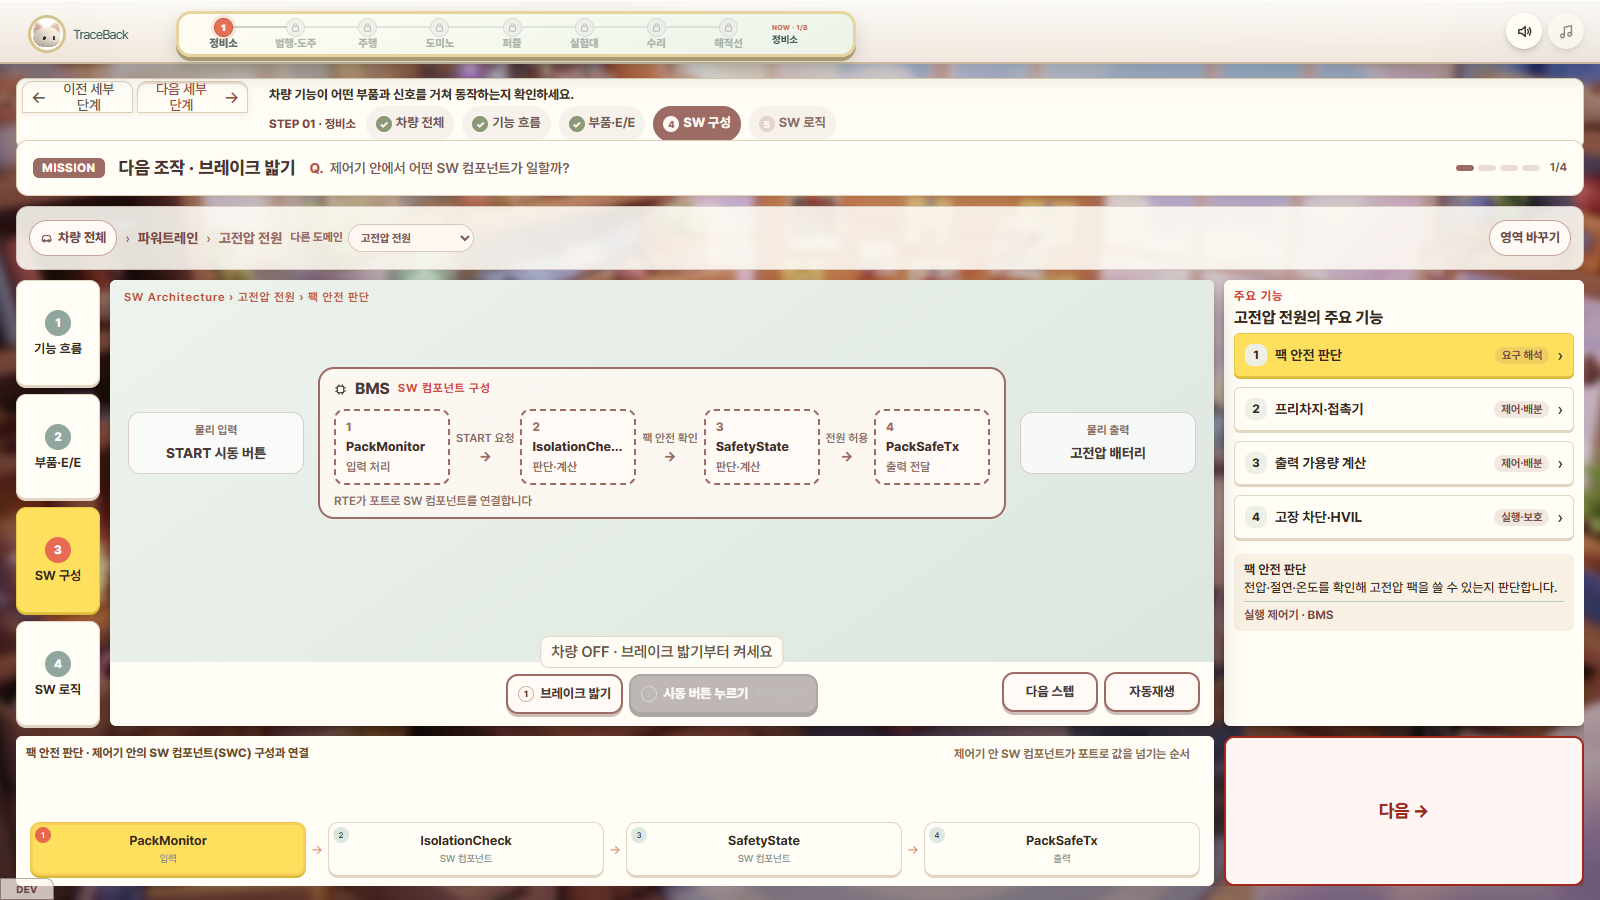 TraceBack
1
정비소
범행·도주
주행
도미노
퍼즐
실험대
수리
해적선
NOW · 1/8
정비소
← 이전 세부 단계
다음 세부 단계 →
차량 기능이 어떤 부품과 신호를 거쳐 동작하는지 확인하세요.
STEP 01 · 정비소
차량 전체
기능 흐름
부품·E/E
4 SW 구성
5 SW 로직
MISSION 다음 조작 · 브레이크 밟기 Q. 제어기 안에서 어떤 SW 컴포넌트가 일할까? 1/4
차량 전체 › 파워트레인 › 고전압 전원 다른 도메인 고전압 전원
영역 바꾸기
1
기능 흐름
2
부품·E/E
3
SW 구성
4
SW 로직
SW Architecture › 고전압 전원 › 팩 안전 판단
물리 입력
START 시동 버튼
BMS SW 컴포넌트 구성
1
PackMonitor
입력 처리
START 요청
→
2
IsolationChe...
판단·계산
팩 안전 확인
→
3
SafetyState
판단·계산
전원 허용
→
4
PackSafeTx
출력 전달
RTE가 포트로 SW 컴포넌트를 연결합니다
물리 출력
고전압 배터리
차량 OFF · 브레이크 밟기부터 켜세요
1 브레이크 밟기
시동 버튼 누르기
다음 스텝
자동재생
주요 기능
고전압 전원의 주요 기능
1 팩 안전 판단 요구 해석 ›
2 프리차지·접촉기 제어·배분 ›
3 출력 가용량 계산 제어·배분 ›
4 고장 차단·HVIL 실행·보호 ›
팩 안전 판단
전압·절연·온도를 확인해 고전압 팩을 쓸 수 있는지 판단합니다.
실행 제어기 · BMS
팩 안전 판단 · 제어기 안의 SW 컴포넌트(SWC) 구성과 연결
제어기 안 SW 컴포넌트가 포트로 값을 넘기는 순서
1
PackMonitor
입력
→
2
IsolationCheck
SW 컴포넌트
→
3
SafetyState
SW 컴포넌트
→
4
PackSafeTx
출력
다음 →
DEV